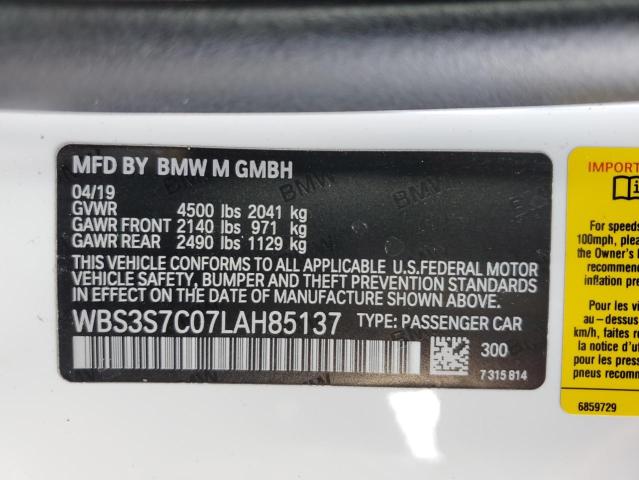 MFD BY BMW M GMBH
04/19
GVWR 4500 lbs 2041 kg
GAWR FRONT 2140 lbs 971 kg
GAWR REAR 2490 lbs 1129 kg
THIS VEHICLE CONFORMS TO ALL APPLICABLE U.S.FEDERAL MOTOR
VEHICLE SAFETY, BUMPER AND THEFT PREVENTION STANDARDS
IN EFFECT ON THE DATE OF MANUFACTURE SHOWN ABOVE.
WBS3S7C07LAH85137 TYPE: PASSENGER CAR
300
7 315 814
IMPORT
For speeds
100mph, plea
the Owner's
recommen
inflation pre
Pour les vi
au - dessus
km/h, faites r
la notice d'uti
pour les press
pneus recomm
6859729